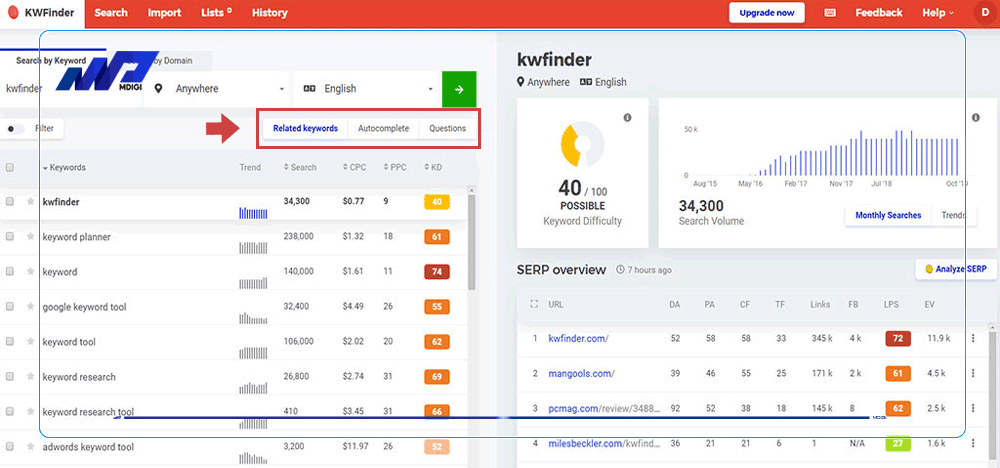 KWFinder Search Import Lists 0 History Upgrade now Feedback Help D
Search by Keyword by Domain
MDIGI
kwfinder Anywhere English
Filter Related keywords Autocomplete Questions
Keywords Trend Search CPC PPC KD
kwfinder 34,300 $0.77 9 40
keyword planner 238,000 $1.32 18 61
keyword 140,000 $1.61 11 74
google keyword tool 32,400 $4.49 26 55
keyword tool 106,000 $2.02 20 62
keyword research 26,800 $2.74 31 69
keyword research tool 410 $3.45 31 66
adwords keyword tool 3,200 $11.97 26 52
kwfinder
Anywhere English
40 / 100
POSSIBLE
Keyword Difficulty
50 k
0
Aug '15 May '16 Feb '17 Nov '17 Jul '18 Oct '19
34,300
Search Volume
Monthly Searches Trends
SERP overview 7 hours ago Analyze SERP
URL DA PA CF TF Links FB LPS EV
1 kwfinder.com/ 52 58 58 33 345 k 4 k 72 11.9 k
2 mangools.com/ 39 46 55 25 171 k 2 k 61 4.5 k
3 pcmag.com/review/3488... 92 52 38 18 145 k 8 62 2.5 k
4 milesbeckler.com/kwfind... 36 21 21 6 1 N/A 27 1.6 k